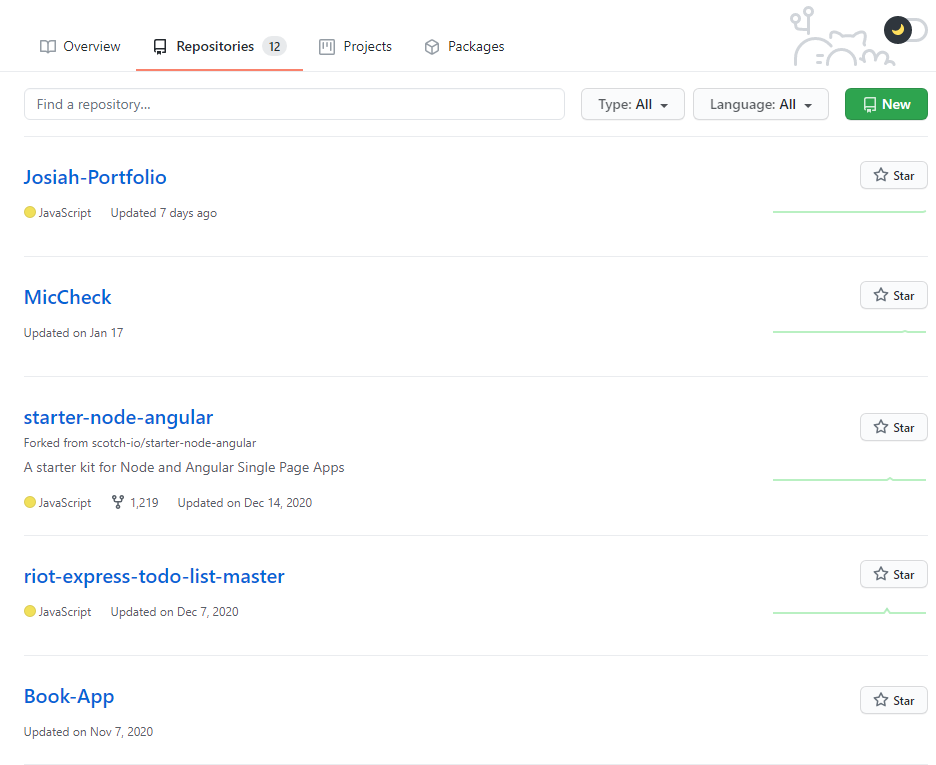 Overview Repositories 12 Projects Packages
Find a repository... Type: All Language: All New
Josiah-Portfolio Star
JavaScript Updated 7 days ago
MicCheck Star
Updated on Jan 17
starter-node-angular Star
Forked from scotch-io/starter-node-angular
A starter kit for Node and Angular Single Page Apps
JavaScript 1,219 Updated on Dec 14, 2020
riot-express-todo-list-master Star
JavaScript Updated on Dec 7, 2020
Book-App Star
Updated on Nov 7, 2020